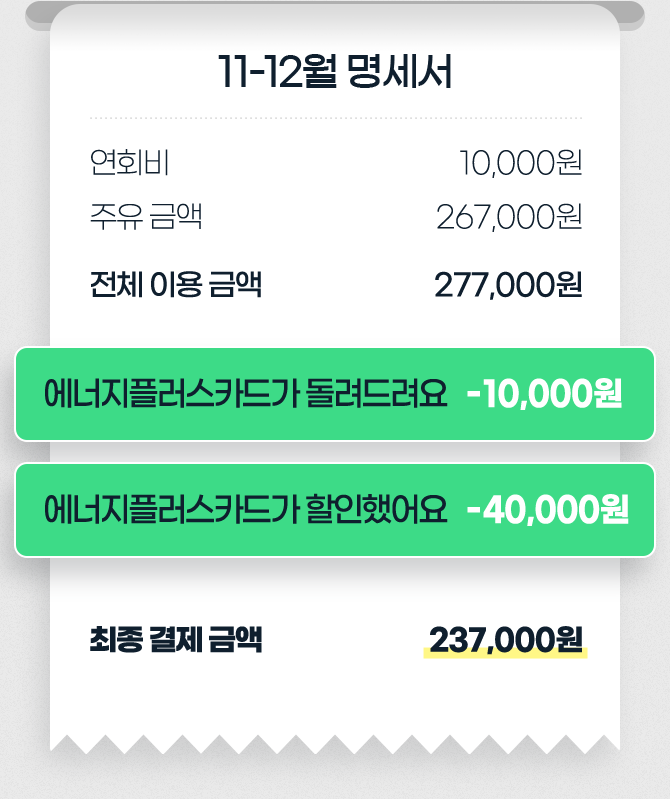 11-12월 명세서
연회비 10,000원
주유 금액 267,000원
전체 이용 금액 277,000원
에너지플러스카드가 돌려드려요 -10,000원
에너지플러스카드가 할인했어요 -40,000원
최종 결제 금액 237,000원